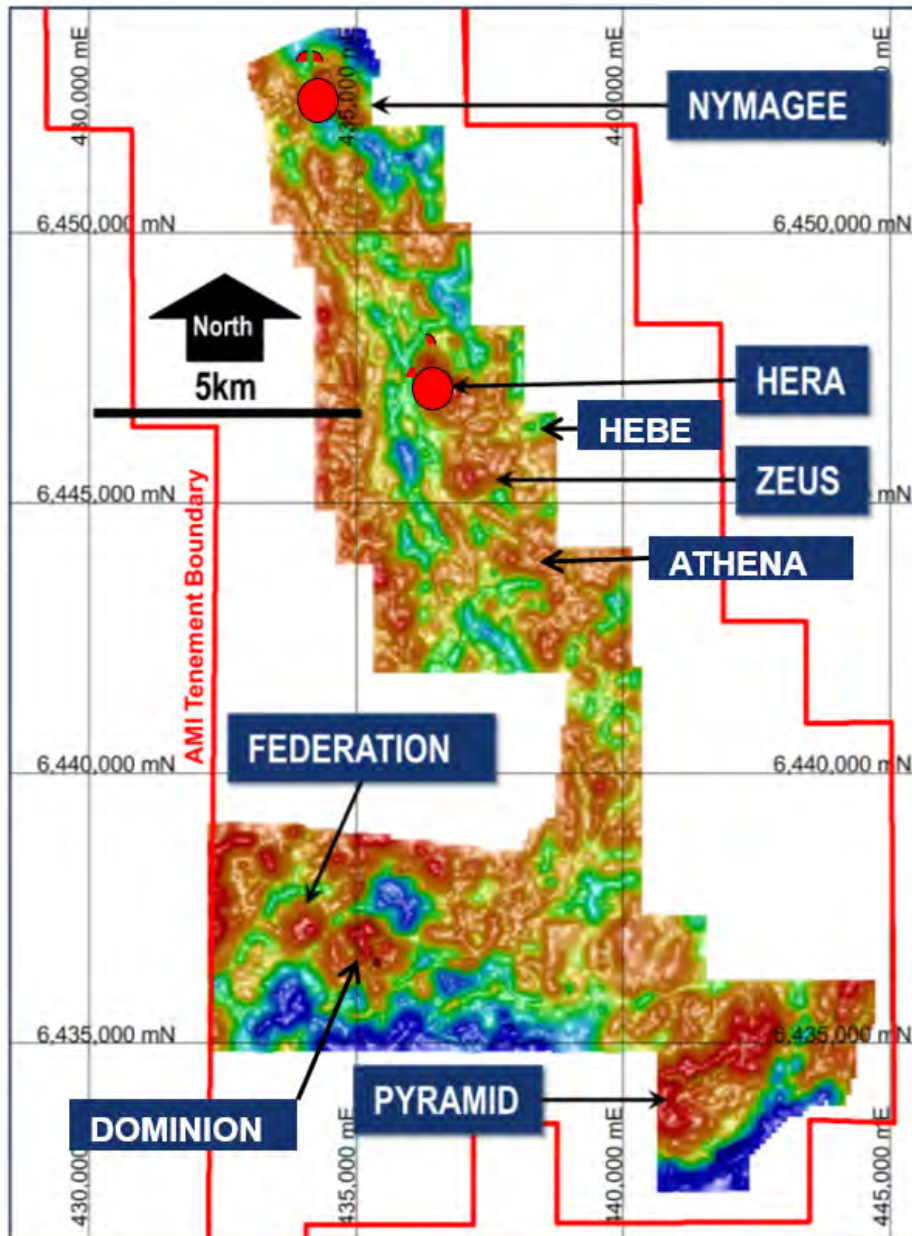 430,000 mE
435,000 mE
440,000 mE
NYMAGEE
6,450,000 mN
6,450,000 mN
North
5km
HERA
HEBE
ZEUS
6,445,000 mN
mN
ATHENA
AMI Tenement Boundary
FEDERATION
6,440,000 mN
6,440,000 mN
6,435,000 mN
6,435,000 mN
PYRAMID
DOMINION
430,000 mE
435,000 mE
440,000 mE
445,000 mE